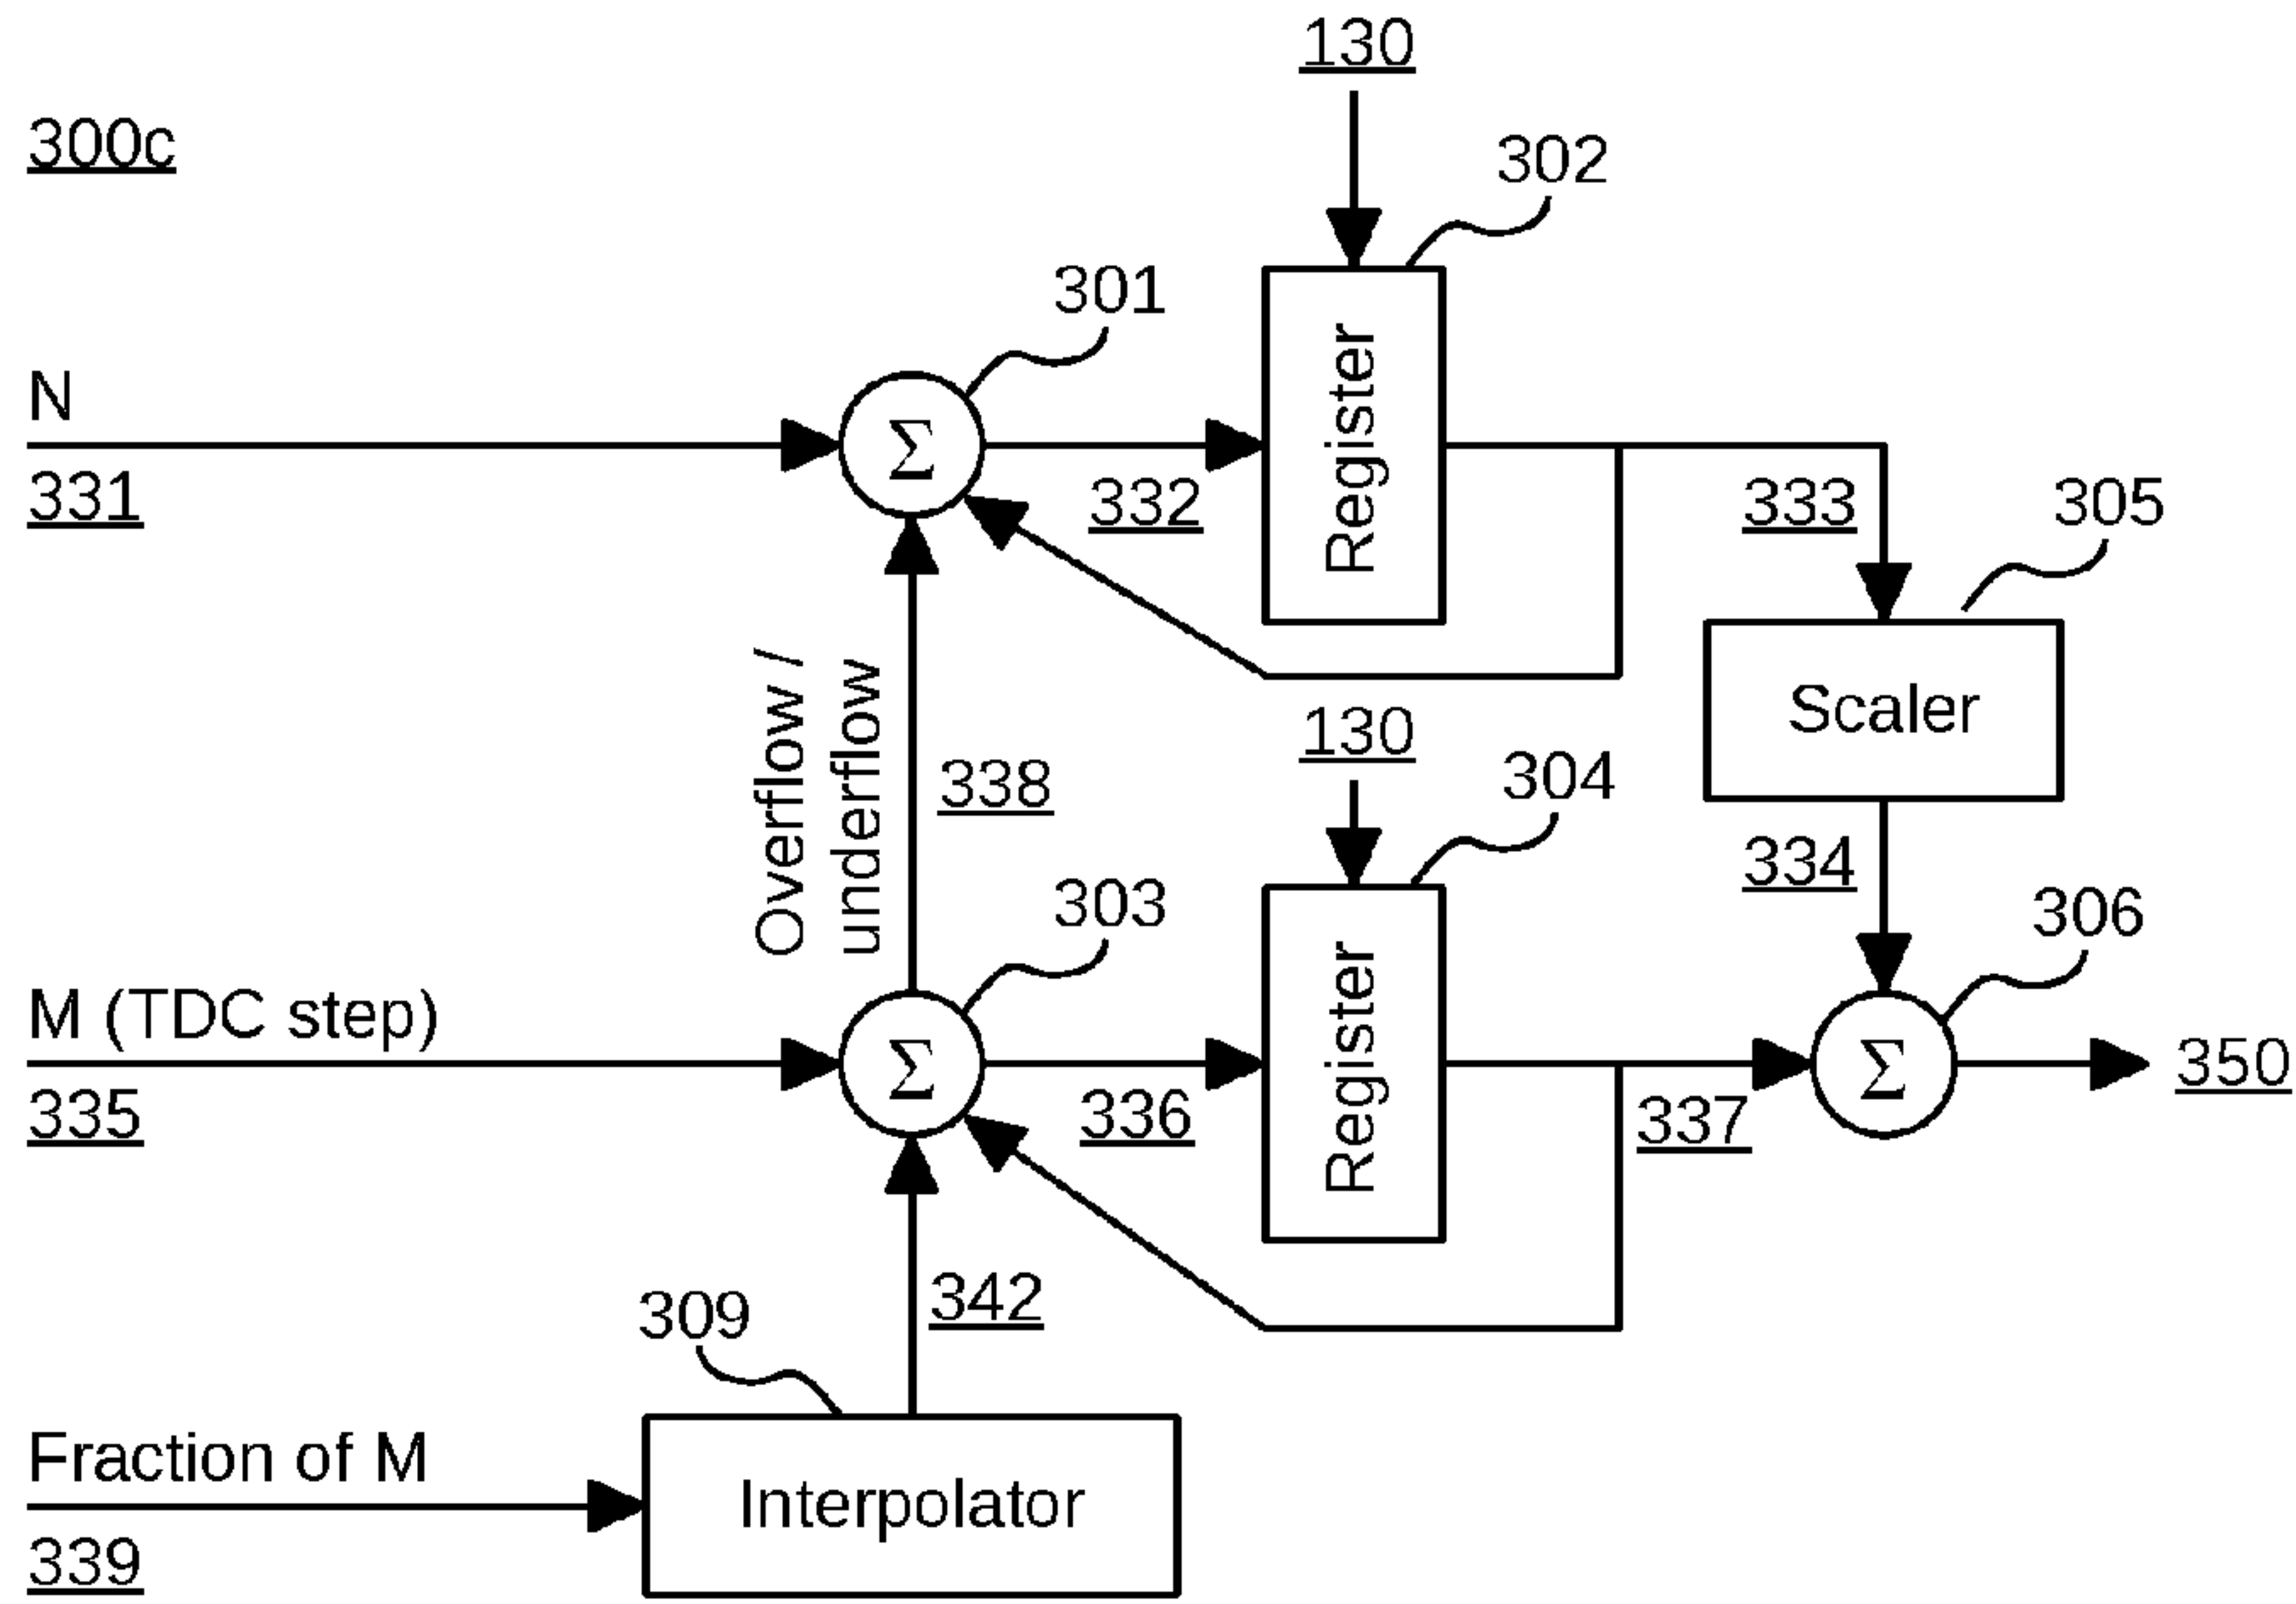 130
300c
302
301
N
331
Register
332
333
305
Scaler
Overflow /
underflow
338
130
304
334
303
306
M (TDC step)
335
Σ
Σ
Σ
336
Register
337
350
309
342
Fraction of M
339
Interpolator